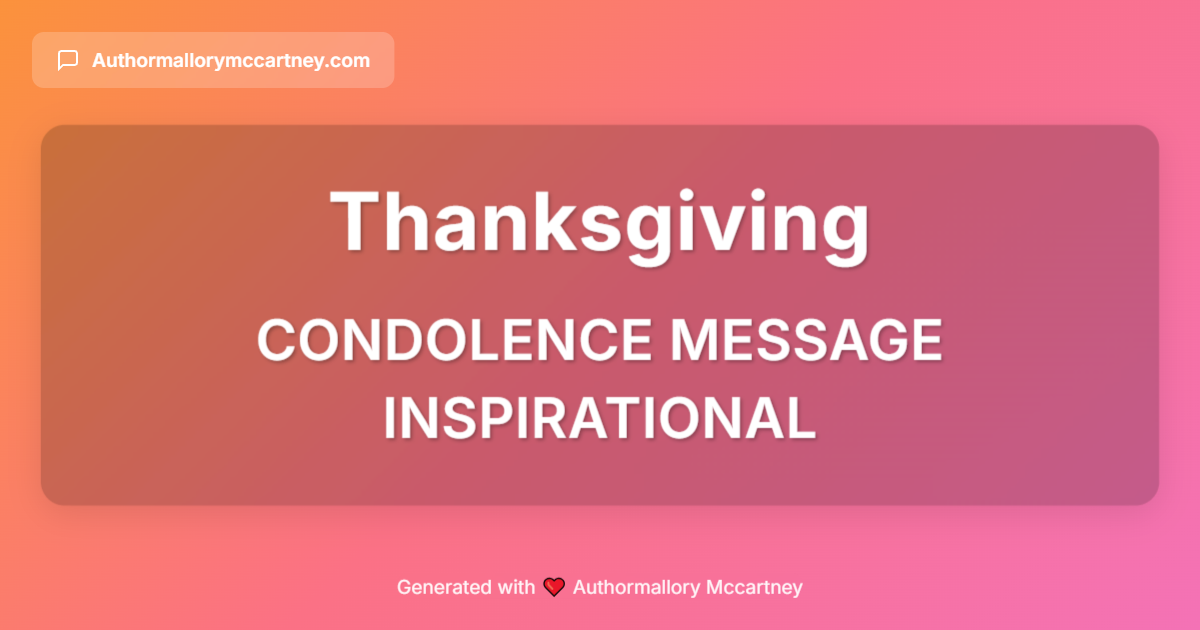 Authormallorymccartney.com
Thanksgiving
CONDOLENCE MESSAGE
INSPIRATIONAL
Generated with ❤️ Authormallory Mccartney